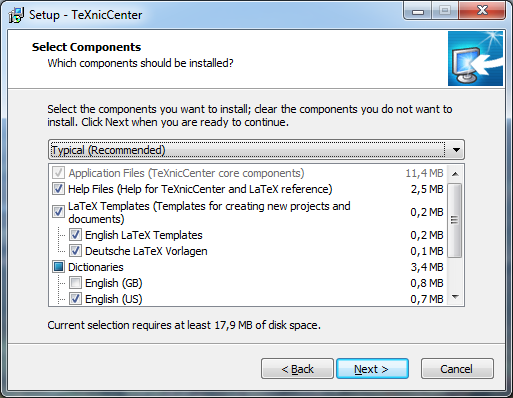 Setup - TeXnicCenter
Select Components
Which components should be installed?
Select the components you want to install; clear the components you do not want to
install. Click Next when you are ready to continue.
Typical (Recommended)
Application Files (TeXnicCenter core components) 11,4 MB
Help Files (Help for TeXnicCenter and LaTeX reference) 2,5 MB
LaTeX Templates (Templates for creating new projects and
documents) 0,2 MB
English LaTeX Templates 0,2 MB
Deutsche LaTeX Vorlagen 0,1 MB
Dictionaries 3,4 MB
English (GB) 0,8 MB
English (US) 0,7 MB
Current selection requires at least 17,9 MB of disk space.
< Back Next > Cancel